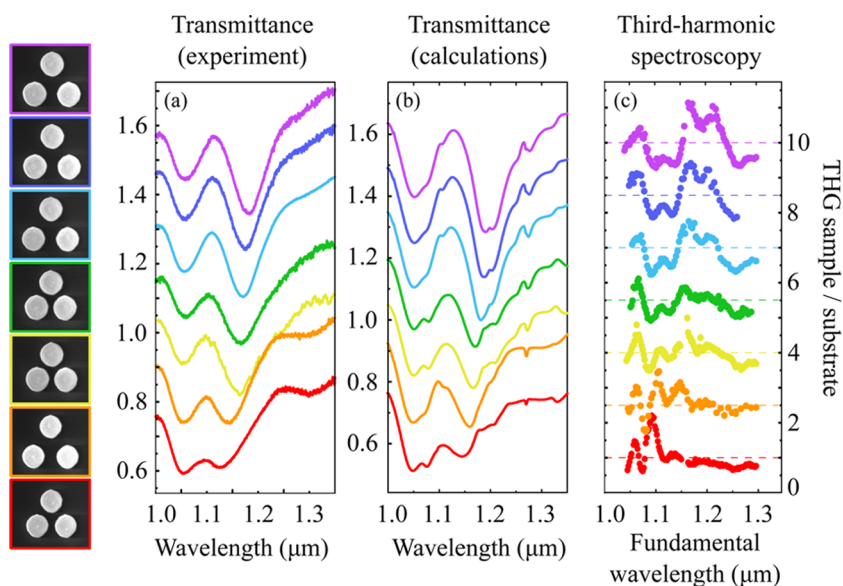 Transmittance
(experiment)
Transmittance
(calculations)
Third-harmonic
spectroscopy
(a)
1.6
1.4
1.2
1.0
0.8
0.6
1.0 1.1 1.2 1.3
Wavelength (μm)
(b)
1.6
1.4
1.2
1.0
0.8
0.6
1.0 1.1 1.2 1.3
Wavelength (μm)
(c)
10
8
6
4
2
0
THG sample / substrate
1.0 1.1 1.2 1.3
Fundamental
wavelength (μm)